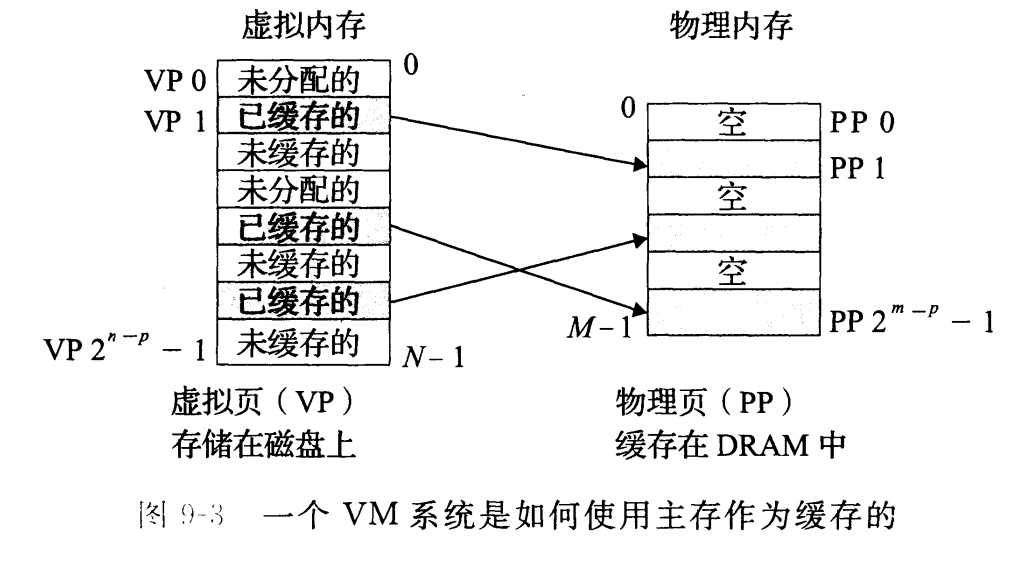 虚拟内存
物理内存
VP 0
未分配的
0
VP 1
已缓存的
未缓存的
未分配的
已缓存的
未缓存的
已缓存的
VP 2ⁿ⁻ᵖ − 1
未缓存的
N−1
0
空
PP 0
PP 1
空
空
M−1
PP 2ᵐ⁻ᵖ − 1
虚拟页（VP）
存储在磁盘上
物理页（PP）
缓存在 DRAM 中
图 9-3 一个 VM 系统是如何使用主存作为缓存的